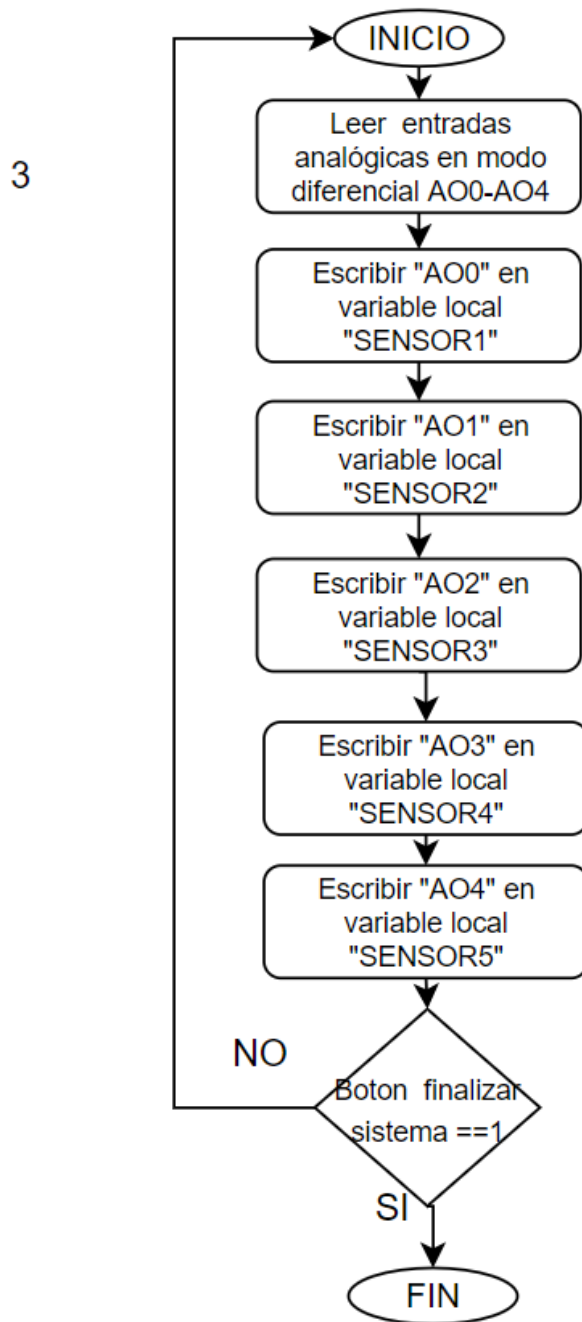 INICIO
3
Leer entradas
analógicas en modo
diferencial AO0-AO4
Escribir "AO0" en
variable local
"SENSOR1"
Escribir "AO1" en
variable local
"SENSOR2"
Escribir "AO2" en
variable local
"SENSOR3"
Escribir "AO3" en
variable local
"SENSOR4"
Escribir "AO4" en
variable local
"SENSOR5"
NO
Boton finalizar
sistema ==1
SI
FIN